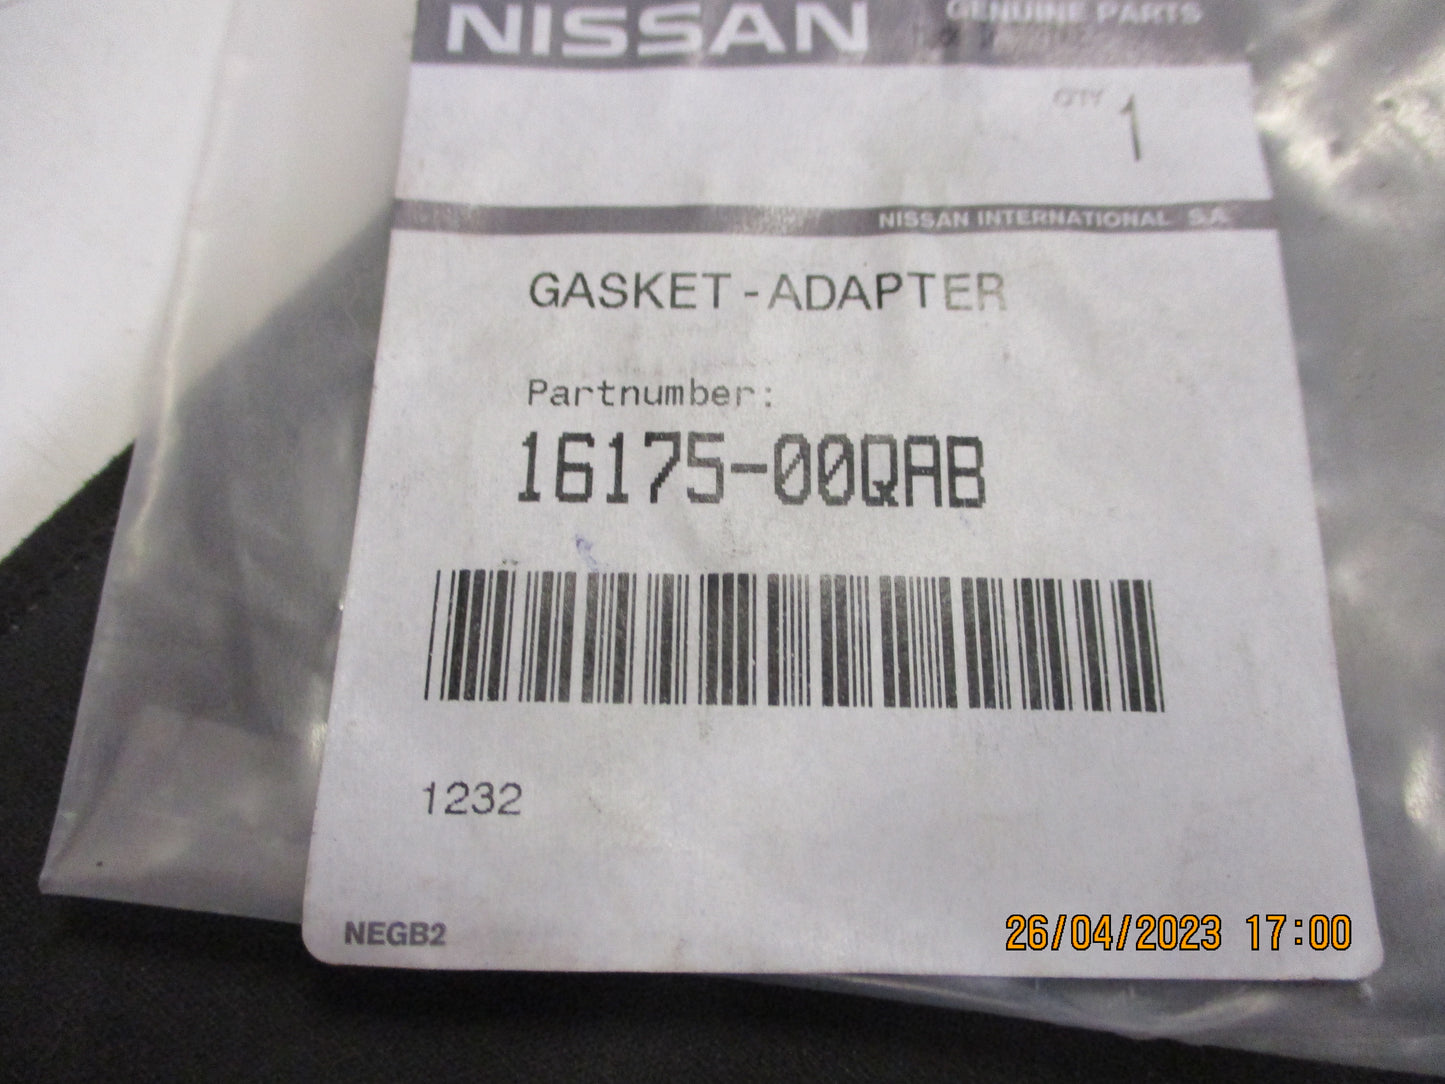 NISSAN GENUINE PARTS
QTY 1
NISSAN INTERNATIONAL S.A.
GASKET-ADAPTER
Partnumber:
16175-00QAB
1232
NEGB2
26/04/2023 17:00